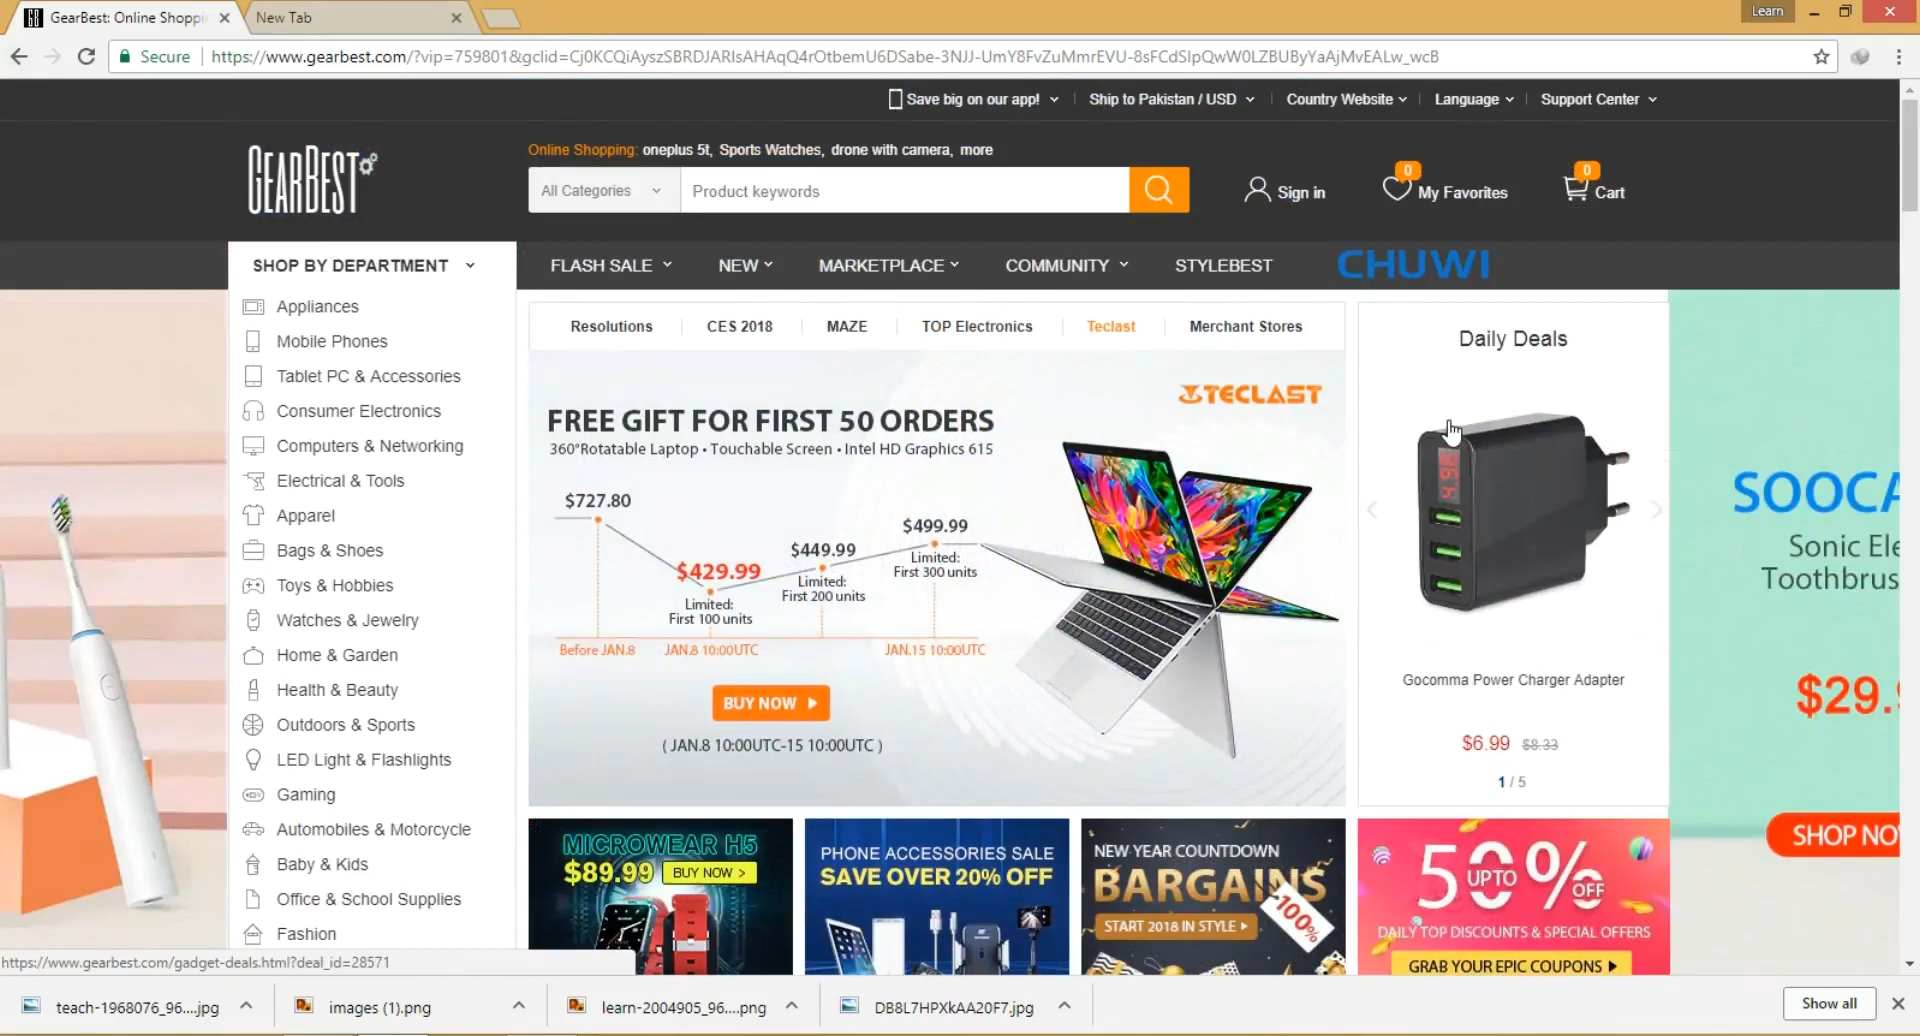 GearBest: Online Shoppi
New Tab
Learn
Secure
https://www.gearbest.com/?vip=759801&gclid=Cj0KCQiAyszSBRDJARIsAHAqQ4rOtbemU6DSabe-3NJJ-UmY8FvZuMmrEVU-8sFCdSIpQwW0LZBUByYaAjMvEALw_wcB
Save big on our app!
Ship to Pakistan / USD
Country Website
Language
Support Center
GEARBEST
Online Shopping: oneplus 5t, Sports Watches, drone with camera, more
All Categories
Product keywords
Sign in
0
My Favorites
0
Cart
SHOP BY DEPARTMENT
FLASH SALE
NEW
MARKETPLACE
COMMUNITY
STYLEBEST
CHUWI
Appliances
Mobile Phones
Tablet PC & Accessories
Consumer Electronics
Computers & Networking
Electrical & Tools
Apparel
Bags & Shoes
Toys & Hobbies
Watches & Jewelry
Home & Garden
Health & Beauty
Outdoors & Sports
LED Light & Flashlights
Gaming
Automobiles & Motorcycle
Baby & Kids
Office & School Supplies
Fashion
Resolutions
CES 2018
MAZE
TOP Electronics
Teclast
Merchant Stores
TECLAST
FREE GIFT FOR FIRST 50 ORDERS
360°Rotatable Laptop • Touchable Screen • Intel HD Graphics 615
$727.80
$429.99
Limited:
First 100 units
$449.99
Limited:
First 200 units
$499.99
Limited:
First 300 units
Before JAN.8
JAN.8 10:00UTC
JAN.15 10:00UTC
BUY NOW
( JAN.8 10:00UTC-15 10:00UTC )
Daily Deals
Gocomma Power Charger Adapter
$6.99 $8.33
1 / 5
SOOCA
Sonic Ele
Toothbrus
$29.9
SHOP NO
MICROWEAR H5
$89.99
BUY NOW >
PHONE ACCESSORIES SALE
SAVE OVER 20% OFF
NEW YEAR COUNTDOWN
BARGAINS
START 2018 IN STYLE
100%
50%
UPTO
OFF
DAILY TOP DISCOUNTS & SPECIAL OFFERS
GRAB YOUR EPIC COUPONS
https://www.gearbest.com/gadget-deals.html?deal_id=28571
teach-1968076_96....jpg
images (1).png
learn-2004905_96....png
DB8L7HPXkAA20F7.jpg
Show all